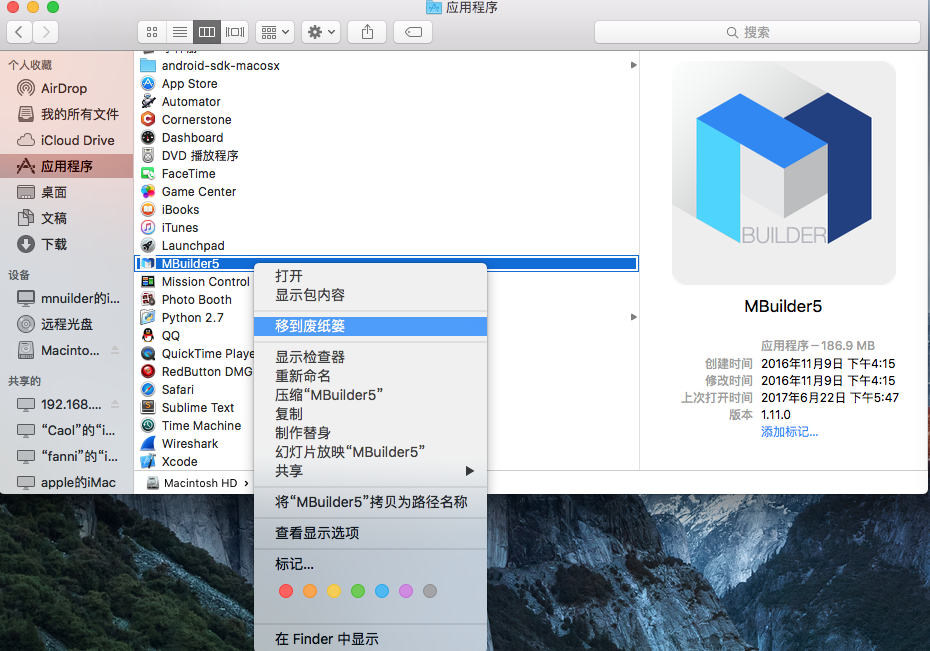 应用程序
搜索
个人收藏
AirDrop
我的所有文件
iCloud Drive
应用程序
桌面
文稿
下载
设备
mnuilder的i...
远程光盘
Macinto...
共享的
192.168....
“Caol”的“i...
“fanni”的“i...
apple的iMac
android-sdk-macosx
App Store
Automator
Cornerstone
Dashboard
DVD 播放程序
FaceTime
Game Center
iBooks
iTunes
Launchpad
MBuilder5
Mission Control
Photo Booth
Python 2.7
QQ
QuickTime Playe
RedButton DMG
Safari
Sublime Text
Time Machine
Wireshark
Xcode
Macintosh HD ›
打开
显示包内容
移到废纸篓
显示检查器
重新命名
压缩“MBuilder5”
复制
制作替身
幻灯片放映“MBuilder5”
共享
将“MBuilder5”拷贝为路径名称
查看显示选项
标记...
在 Finder 中显示
BUILDER
MBuilder5
应用程序 – 186.9 MB
创建时间 2016年11月9日 下午4:15
修改时间 2016年11月9日 下午4:15
上次打开时间 2017年6月22日 下午5:47
版本 1.11.0
添加标记...